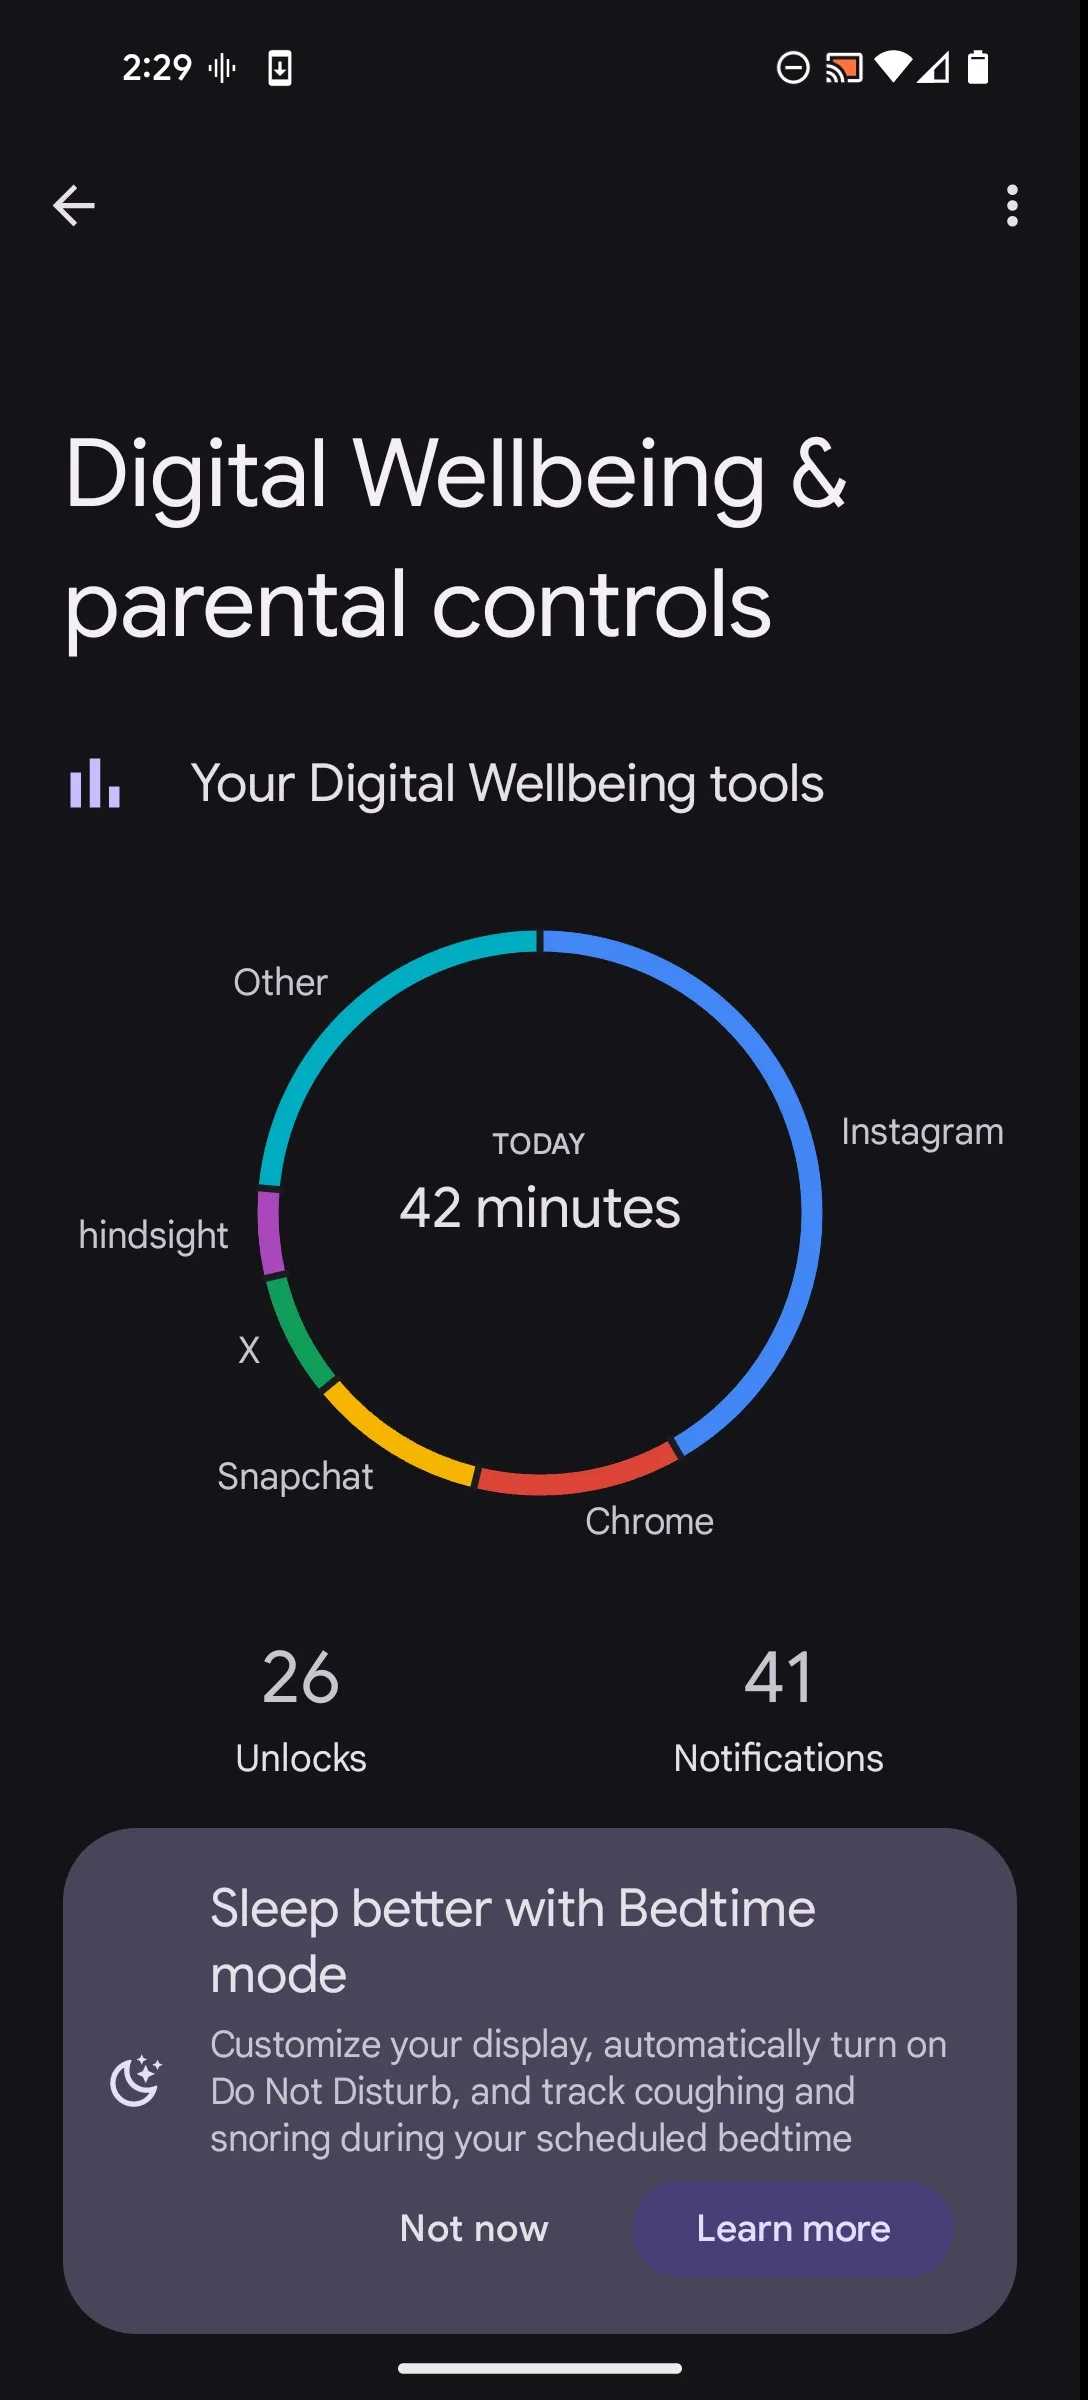 2:29
Digital Wellbeing &
parental controls
Your Digital Wellbeing tools
Other
Instagram
TODAY
42 minutes
hindsight
X
Snapchat
Chrome
26
Unlocks
41
Notifications
Sleep better with Bedtime
mode
Customize your display, automatically turn on
Do Not Disturb, and track coughing and
snoring during your scheduled bedtime
Not now
Learn more